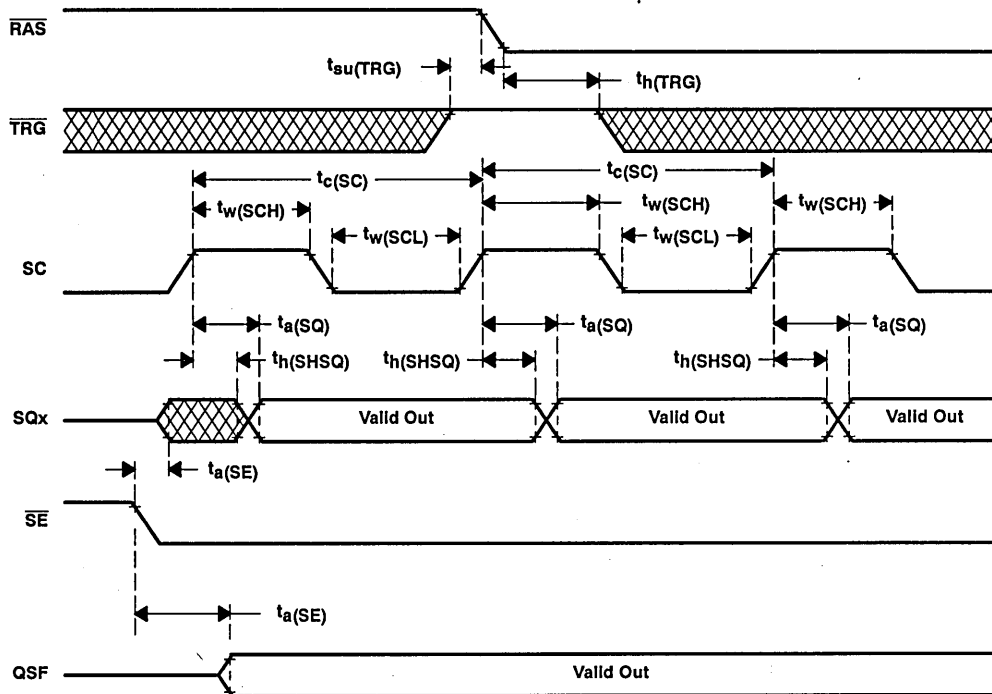 RAS
tsu(TRG)
th(TRG)
TRG
tc(SC) tc(SC)
tw(SCH) tw(SCH) tw(SCH)
tw(SCL) tw(SCL)
SC
ta(SQ) ta(SQ) ta(SQ)
th(SHSQ) th(SHSQ) th(SHSQ)
SQx Valid Out Valid Out Valid Out
ta(SE)
SE
ta(SE)
QSF Valid Out